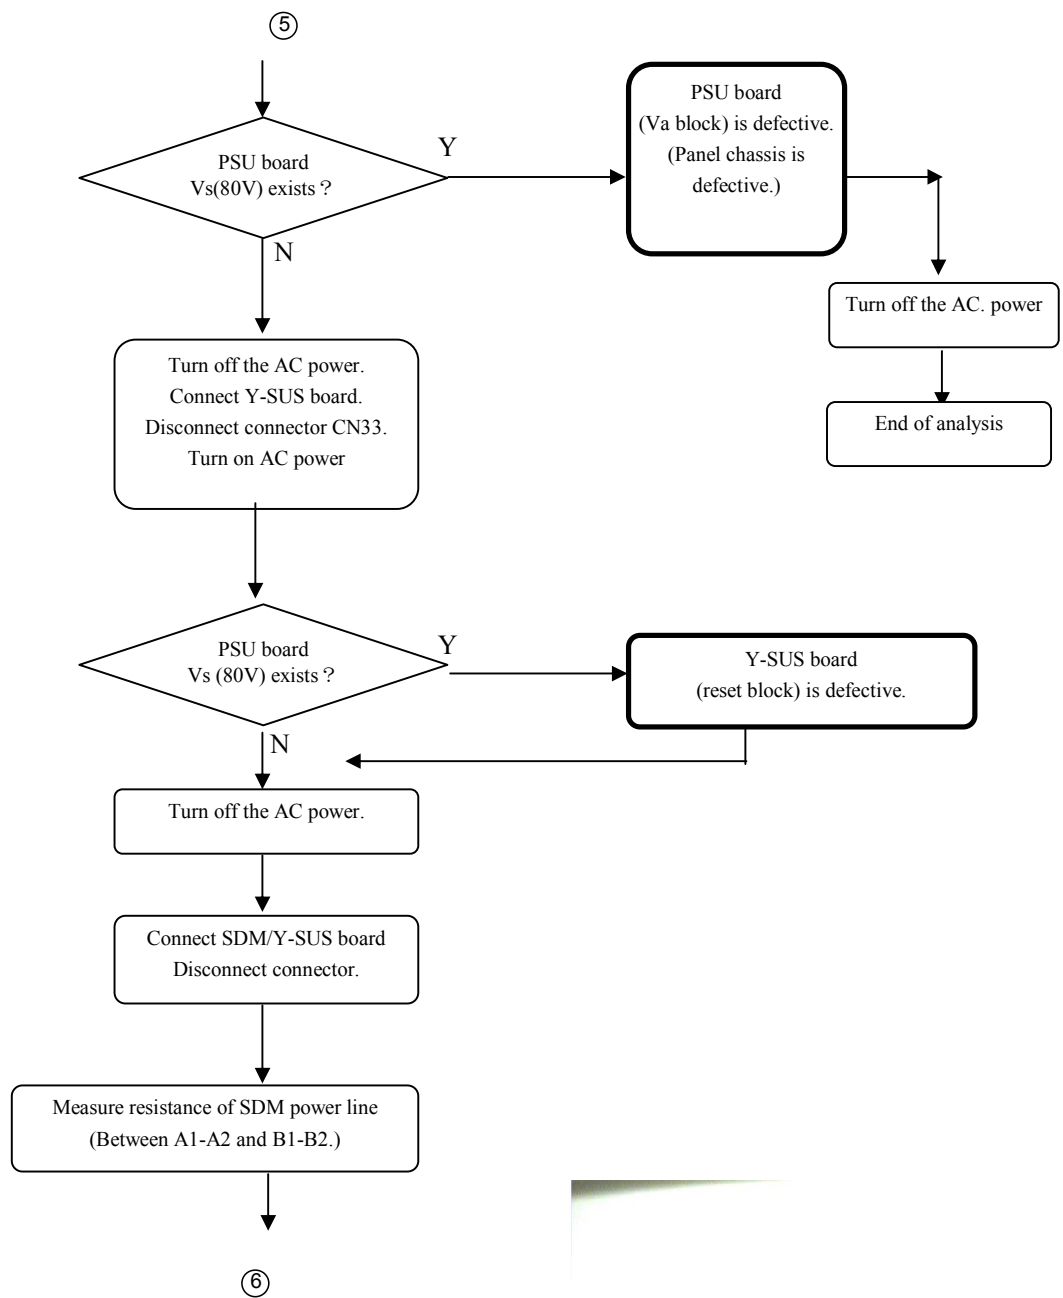 5
PSU board
Vs(80V) exists？
Y
PSU board
(Va block) is defective.
(Panel chassis is
defective.)
N
Turn off the AC. power
End of analysis
Turn off the AC power.
Connect Y-SUS board.
Disconnect connector CN33.
Turn on AC power
PSU board
Vs (80V) exists？
Y
Y-SUS board
(reset block) is defective.
N
Turn off the AC power.
Connect SDM/Y-SUS board
Disconnect connector.
Measure resistance of SDM power line
(Between A1-A2 and B1-B2.)
6